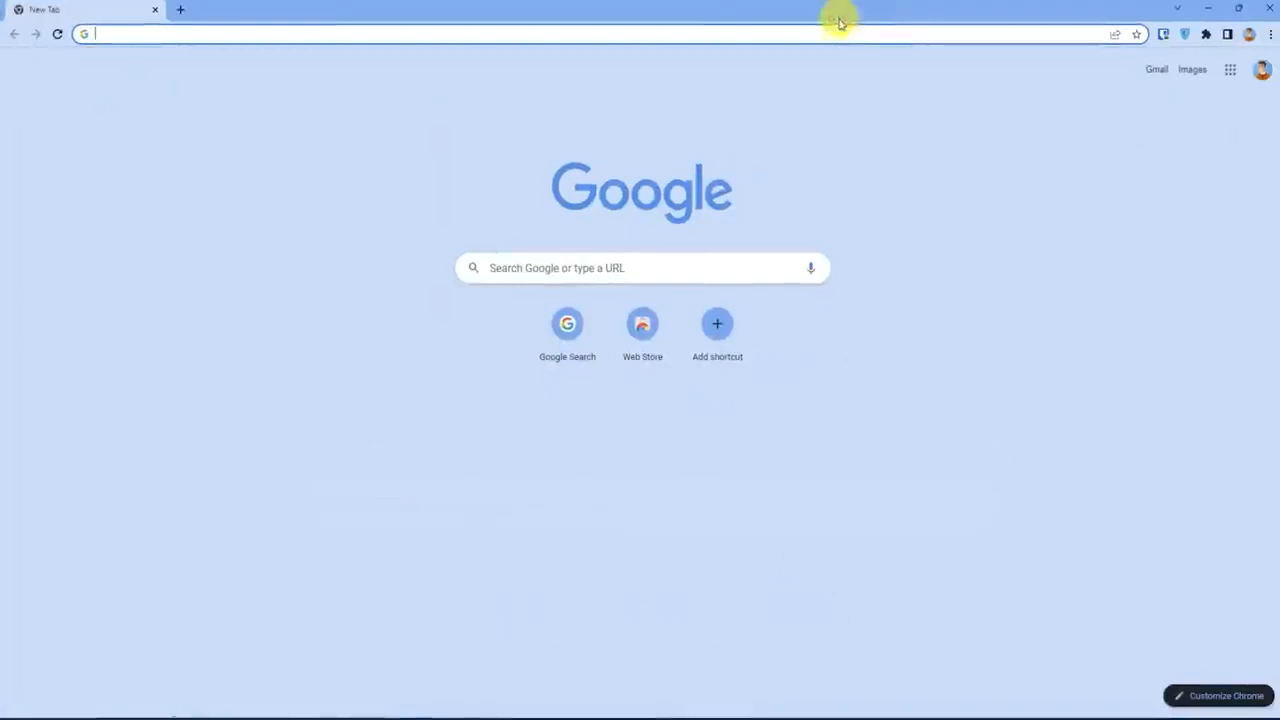 New Tab
Gmail Images
Google
Search Google or type a URL
Google Search Web Store Add shortcut
Customize Chrome